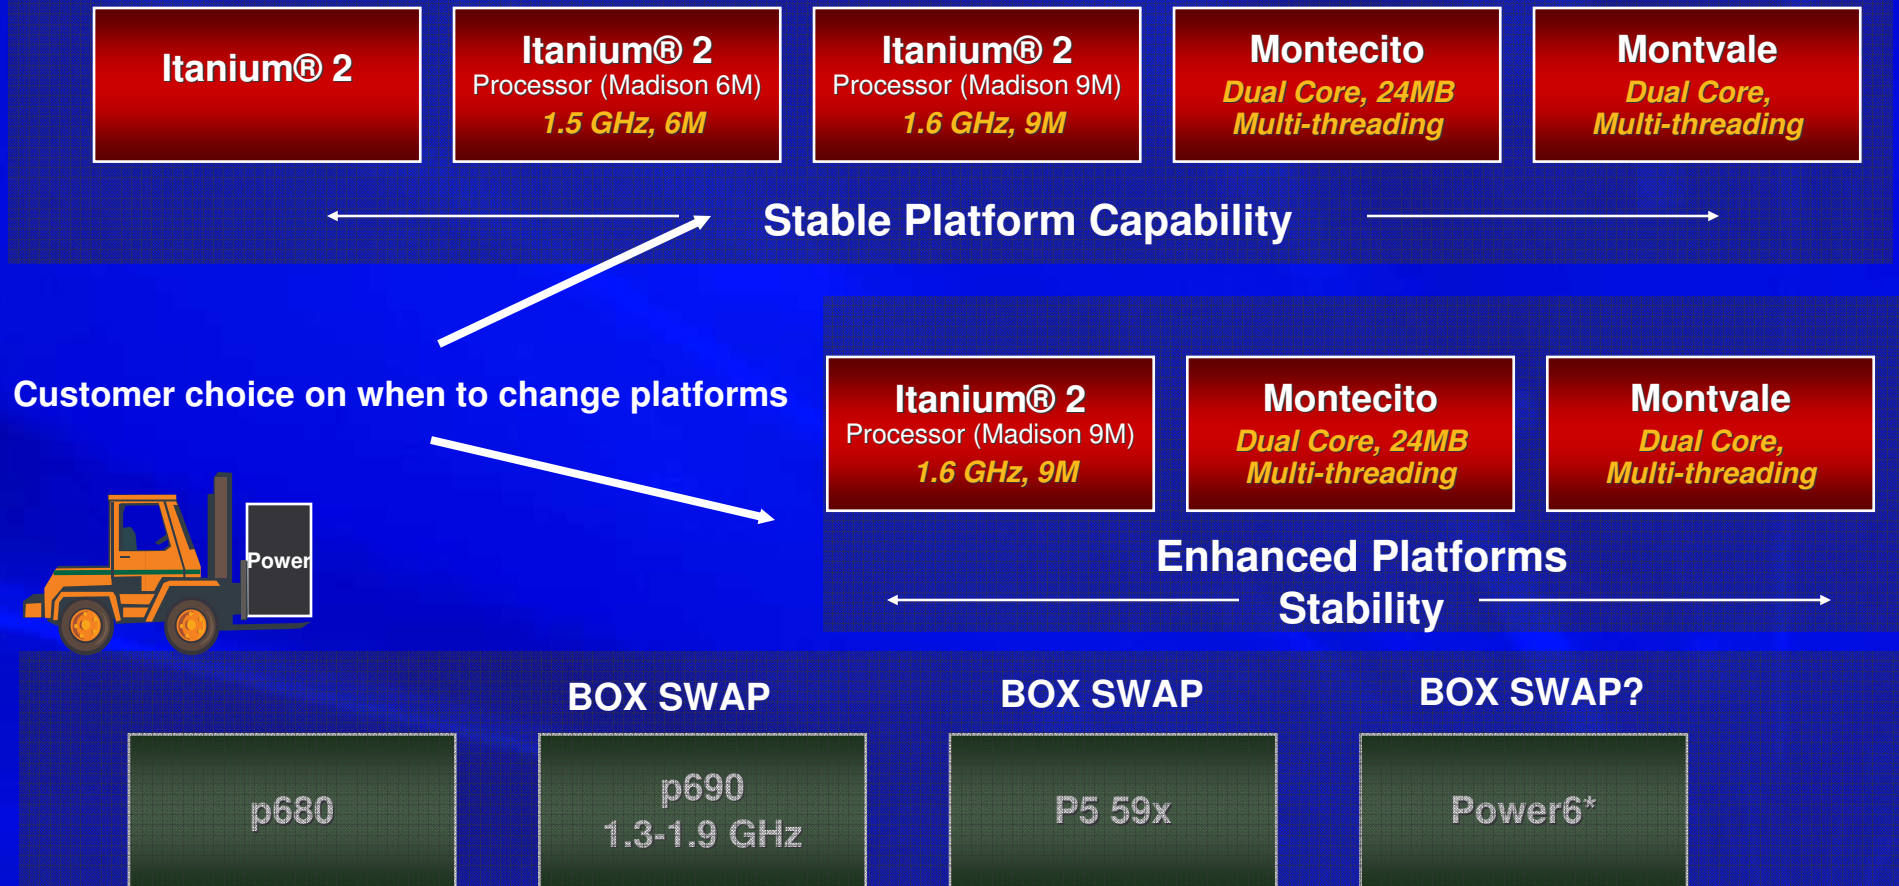 Itanium® 2
Itanium® 2
Processor (Madison 6M)
1.5 GHz, 6M
Itanium® 2
Processor (Madison 9M)
1.6 GHz, 9M
Montecito
Dual Core, 24MB
Multi-threading
Montvale
Dual Core,
Multi-threading
Stable Platform Capability
Customer choice on when to change platforms
Itanium® 2
Processor (Madison 9M)
1.6 GHz, 9M
Montecito
Dual Core, 24MB
Multi-threading
Montvale
Dual Core,
Multi-threading
Enhanced Platforms
Stability
Power
BOX SWAP
BOX SWAP
BOX SWAP?
p680
p690
1.3-1.9 GHz
P5 59x
Power6*